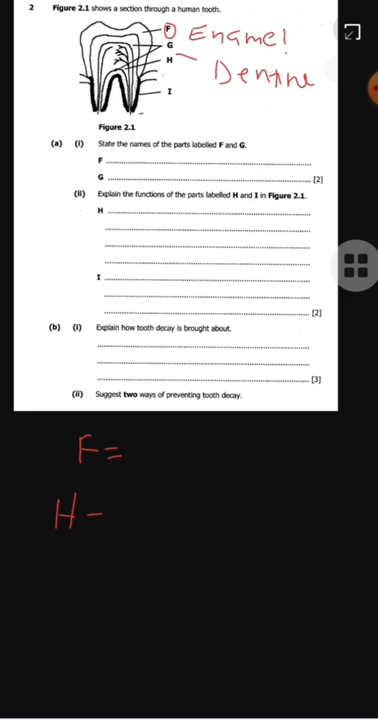 2 Figure 2.1 shows a section through a human tooth.
F ① Enamel
G
H Dentine
I
Figure 2.1
(a) (i) State the names of the parts labelled F and G.
F ........................................
G ........................................ [2]
(ii) Explain the functions of the parts labelled H and I in Figure 2.1.
H ........................................
........................................
........................................
........................................
I ........................................
........................................
........................................ [2]
(b) (i) Explain how tooth decay is brought about.
........................................
........................................
........................................ [3]
(ii) Suggest two ways of preventing tooth decay.
F =
H -